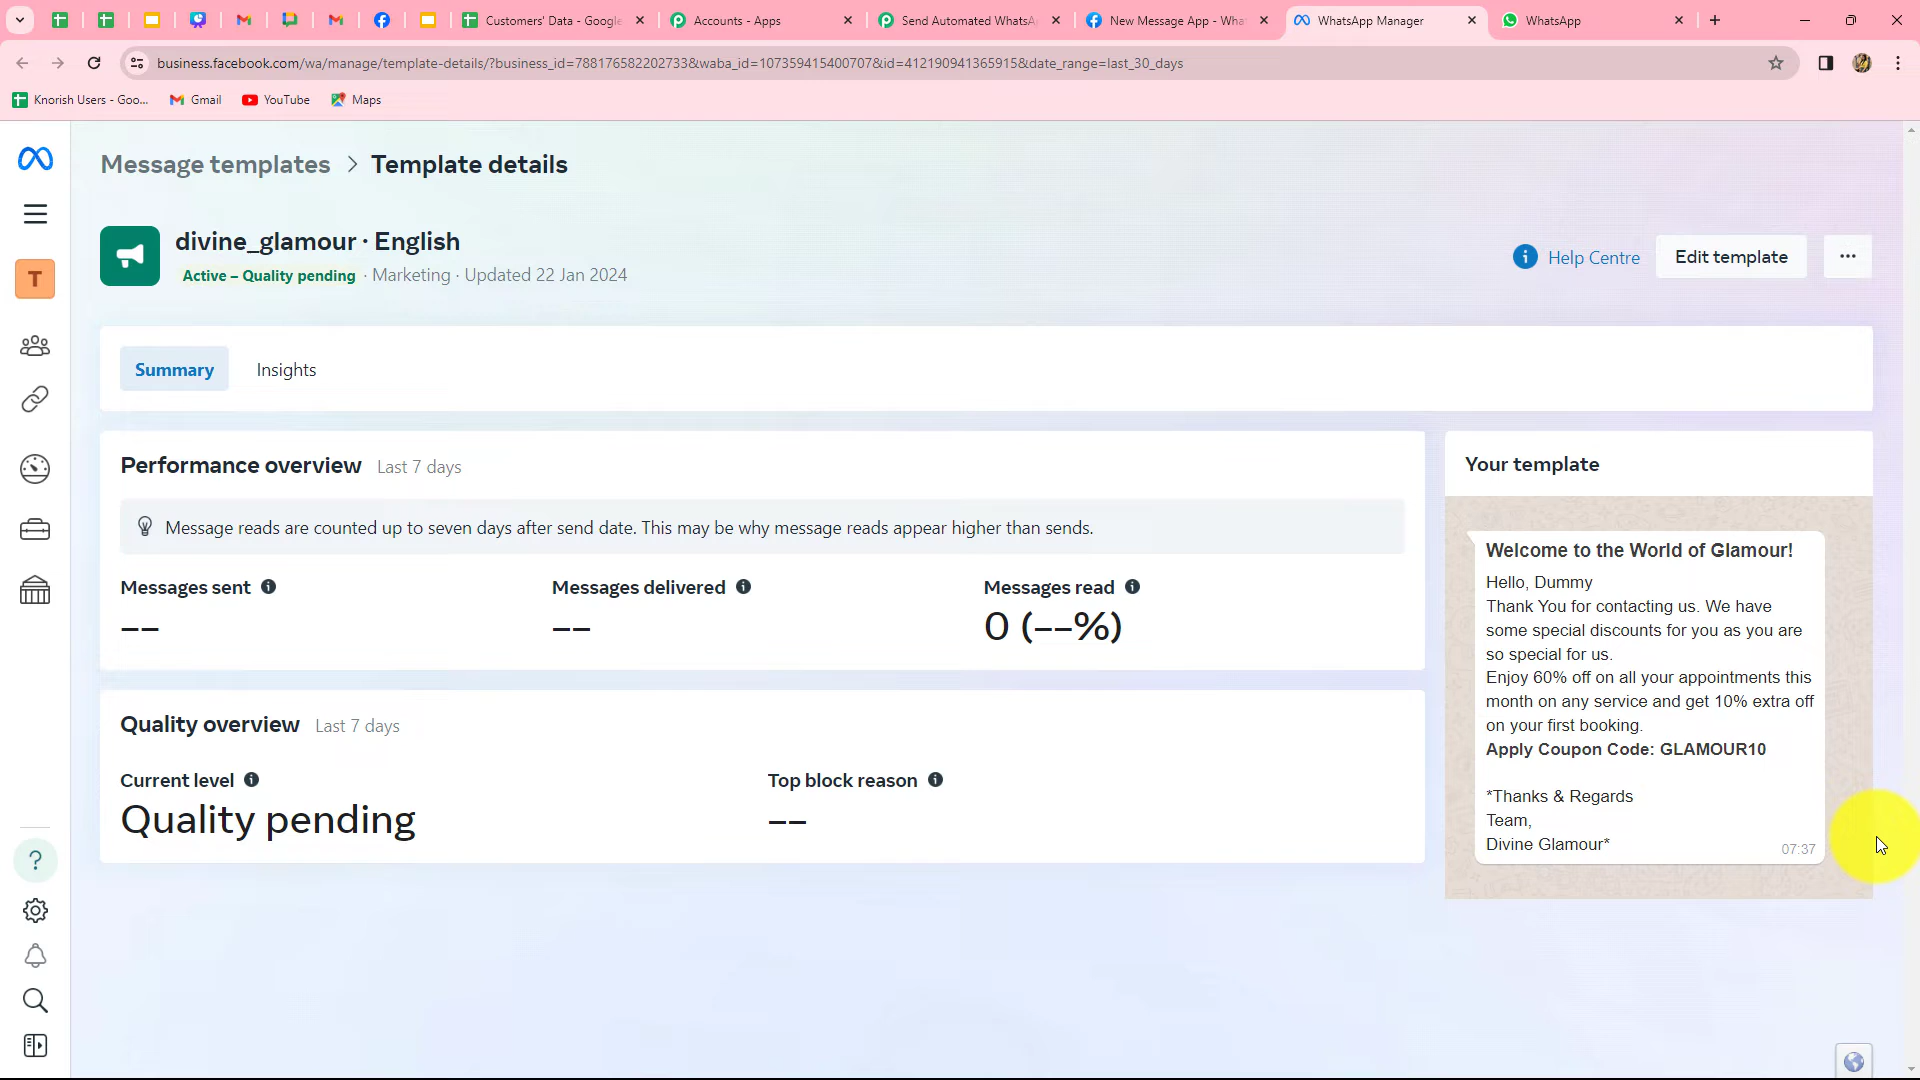 Customers' Data - Google
Accounts - Apps
Send Automated WhatsA
New Message App - Wha
WhatsApp Manager
WhatsApp
business.facebook.com/wa/manage/template-details/?business_id=788176582202733&waba_id=107359415400707&id=412190941365915&date_range=last_30_days
Knorish Users - Goo...
Gmail
YouTube
Maps
Message templates > Template details
divine_glamour · English
Active – Quality pending · Marketing · Updated 22 Jan 2024
Help Centre
Edit template
T
Summary
Insights
Performance overview Last 7 days
Message reads are counted up to seven days after send date. This may be why message reads appear higher than sends.
Messages sent
--
Messages delivered
--
Messages read
0 (--%)
Quality overview Last 7 days
Current level
Quality pending
Top block reason
--
Your template
Welcome to the World of Glamour!
Hello, Dummy
Thank You for contacting us. We have
some special discounts for you as you are
so special for us.
Enjoy 60% off on all your appointments this
month on any service and get 10% extra off
on your first booking.
Apply Coupon Code: GLAMOUR10
*Thanks & Regards
Team,
Divine Glamour*
07:37